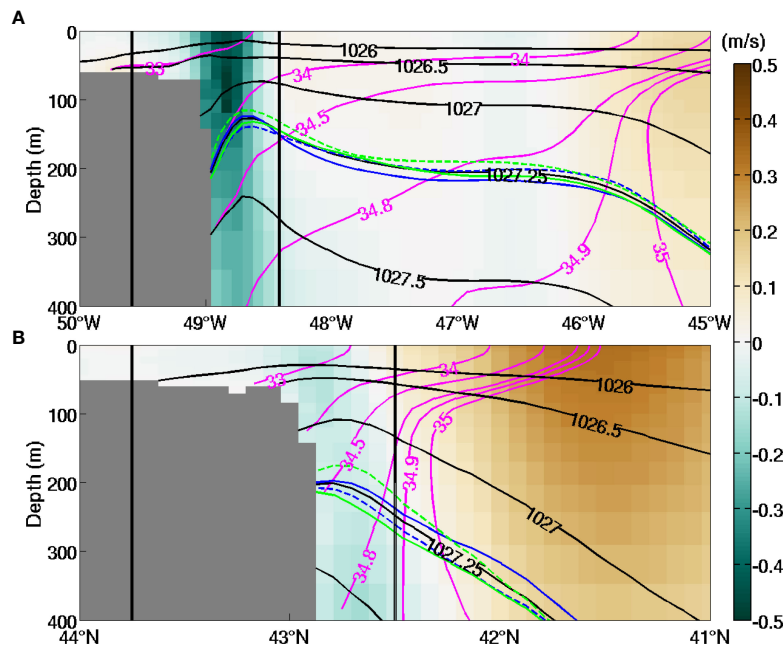 A
(m/s)
0
100
200
300
400
Depth (m)
33
34
34
34.5
34.8
34.9
35
1026
1026.5
1027
1027.25
1027.5
50°W
49°W
48°W
47°W
46°W
45°W
B
0
100
200
300
400
Depth (m)
33
34
34.5
34.8
34.9
35
1026
1026.5
1027
1027.25
44°N
43°N
42°N
41°N
0.5
0.4
0.3
0.2
0.1
0
-0.1
-0.2
-0.3
-0.4
-0.5